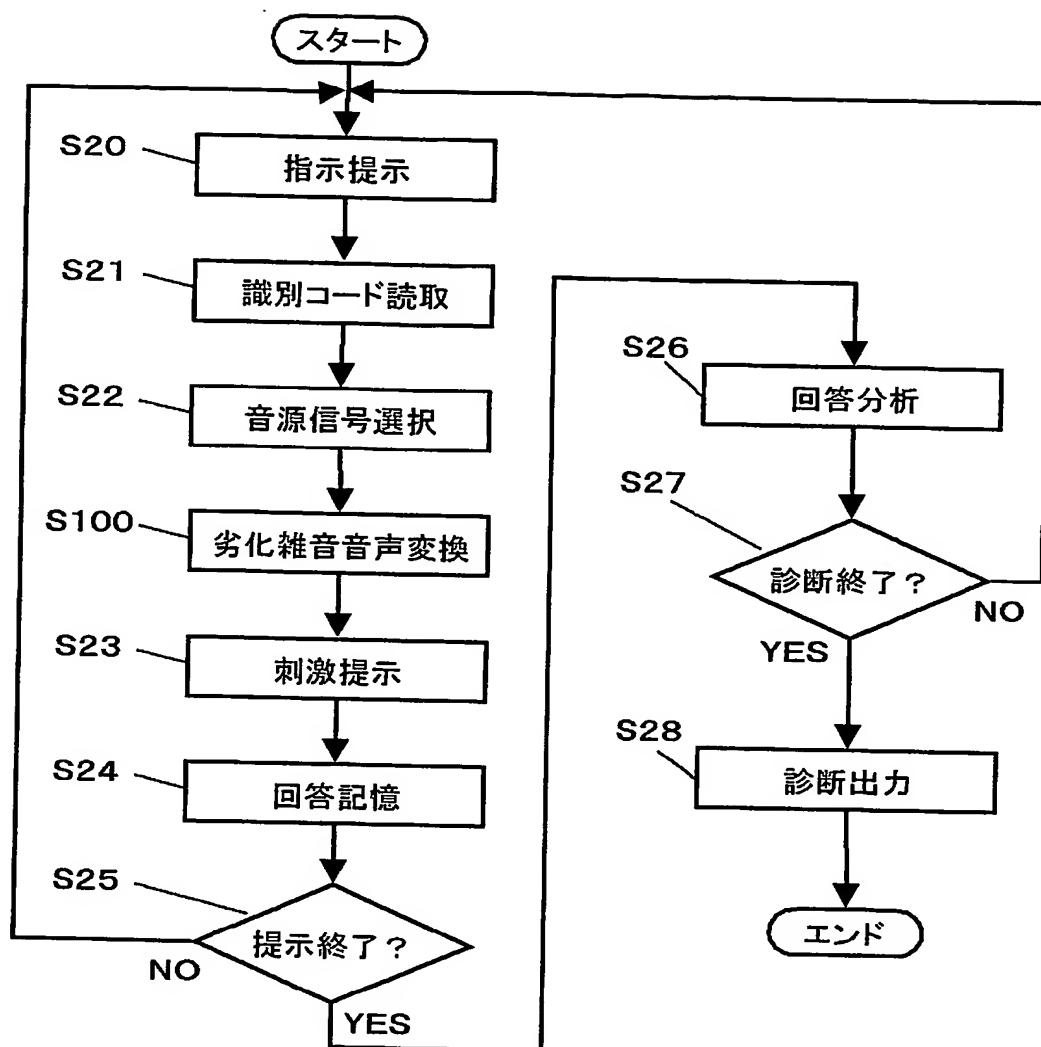 スタート
S20
指示提示
S21
識別コード読取
S22
音源信号選択
S100
劣化雑音音声変換
S23
刺激提示
S24
回答記憶
S25
提示終了?
NO
YES
S26
回答分析
S27
診断終了?
NO
YES
S28
診断出力
エンド